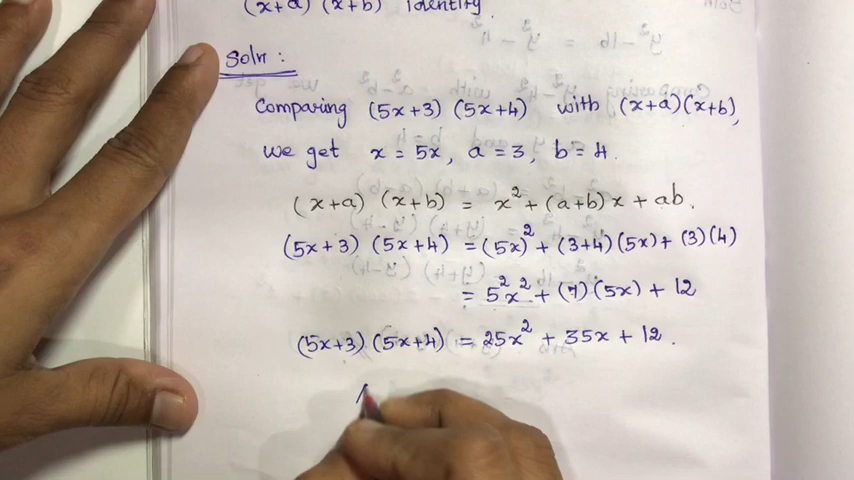 (x+a) (x+b) identity.
Soln :
Comparing (5x+3) (5x+4) with (x+a)(x+b),
we get x = 5x, a = 3, b = 4.
(x+a) (x+b) = x² + (a+b) x + ab.
(5x+3) (5x+4) = (5x)² + (3+4) (5x) + (3) (4)
= 5²x² + (7) (5x) + 12
(5x+3) (5x+4) = 25x² + 35x + 12.